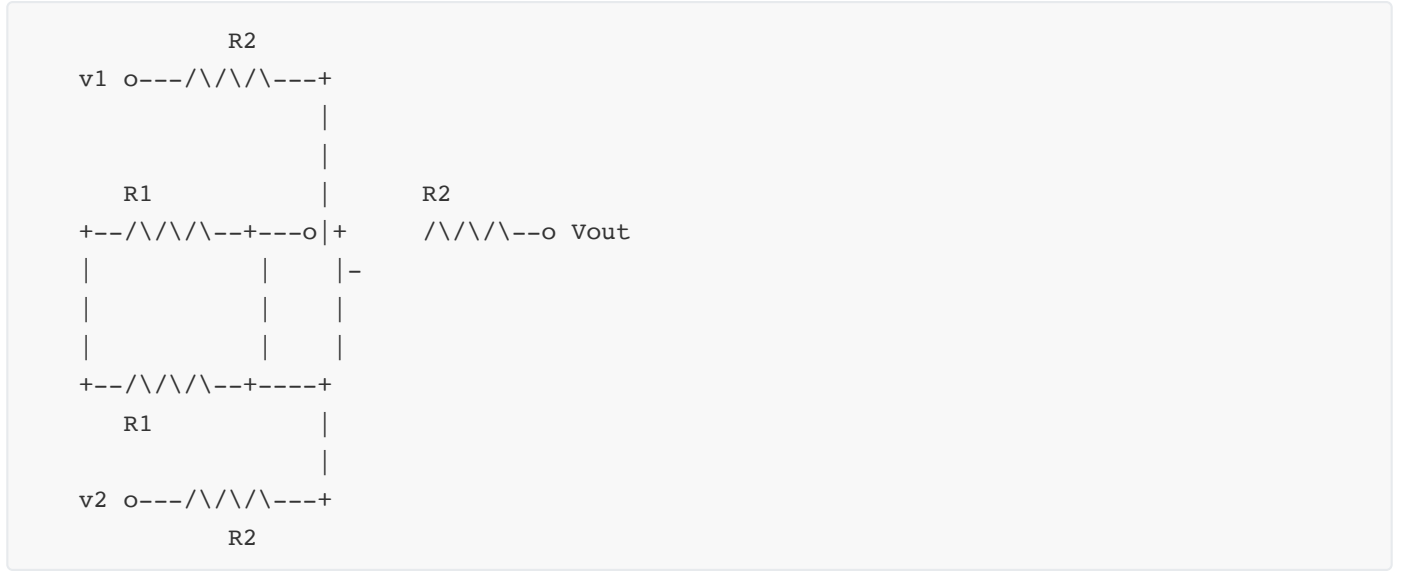 R2
v1 o---/\/\/\---+
                |
                |
   R1           |      R2
+--/\/\/\--+---o|+     /\/\/\--o Vout
|           |    |-
|           |    |
|           |    |
+--/\/\/\--+----+
   R1           |
                |
v2 o---/\/\/\---+
          R2